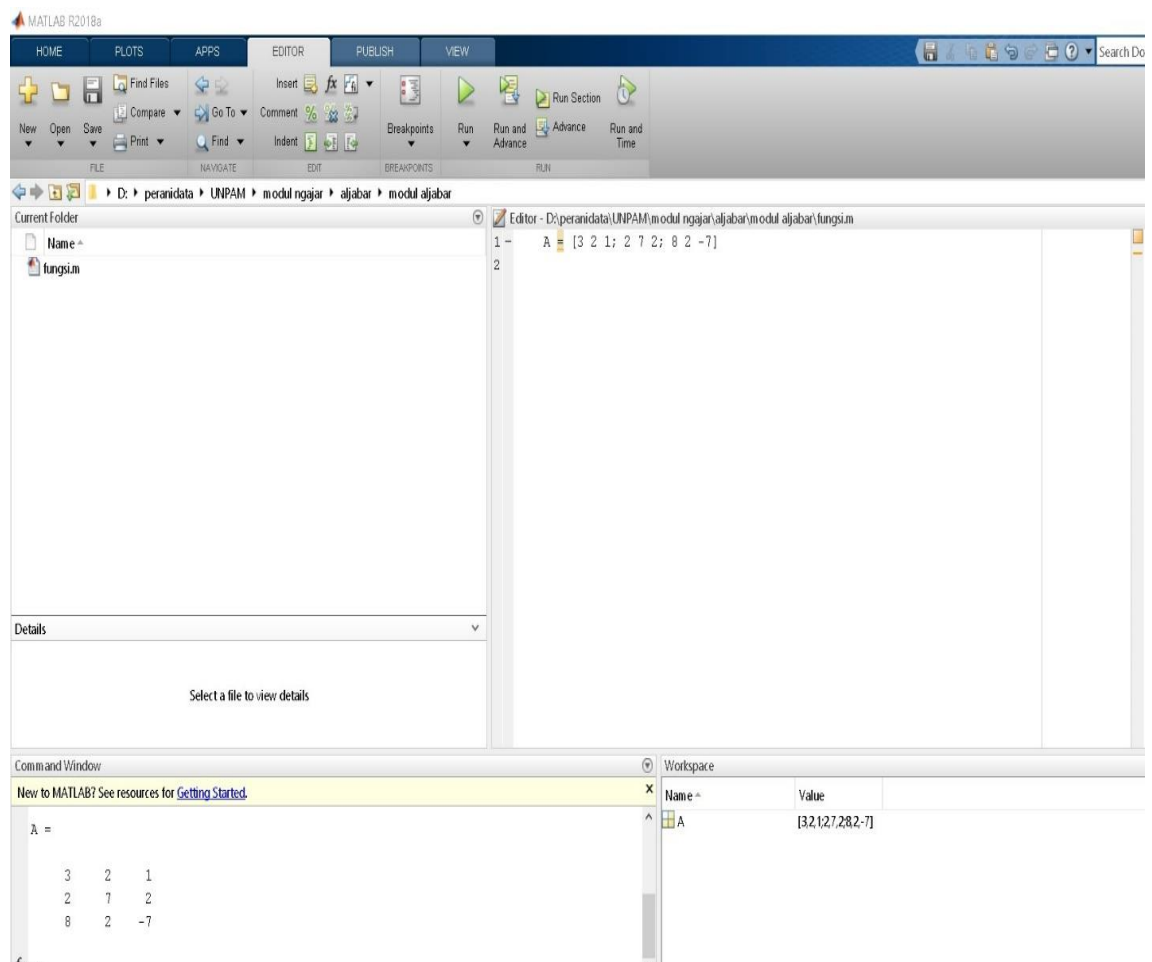 MATLAB R2018a
HOME PLOTS APPS EDITOR PUBLISH VIEW Search Do
Find Files Insert fx
Compare Go To Comment % Run Section
New Open Save Print Find Indent Breakpoints Run Run and Advance Advance Run and Time
FILE NAVIGATE EDIT BREAKPOINTS RUN
D: peranidata UNPAM modul ngajar aljabar modul aljabar
Current Folder
Name
fungsi.m
Editor - D:\peranidata\UNPAM\modul ngajar\aljabar\modul aljabar\fungsi.m
1 - A = [3 2 1; 2 7 2; 8 2 -7]
2
Details
Select a file to view details
Command Window
New to MATLAB? See resources for Getting Started. x
A =
3 2 1
2 7 2
8 2 -7
Workspace
Name Value
A [3,2,1;2,7,2;8,2,-7]